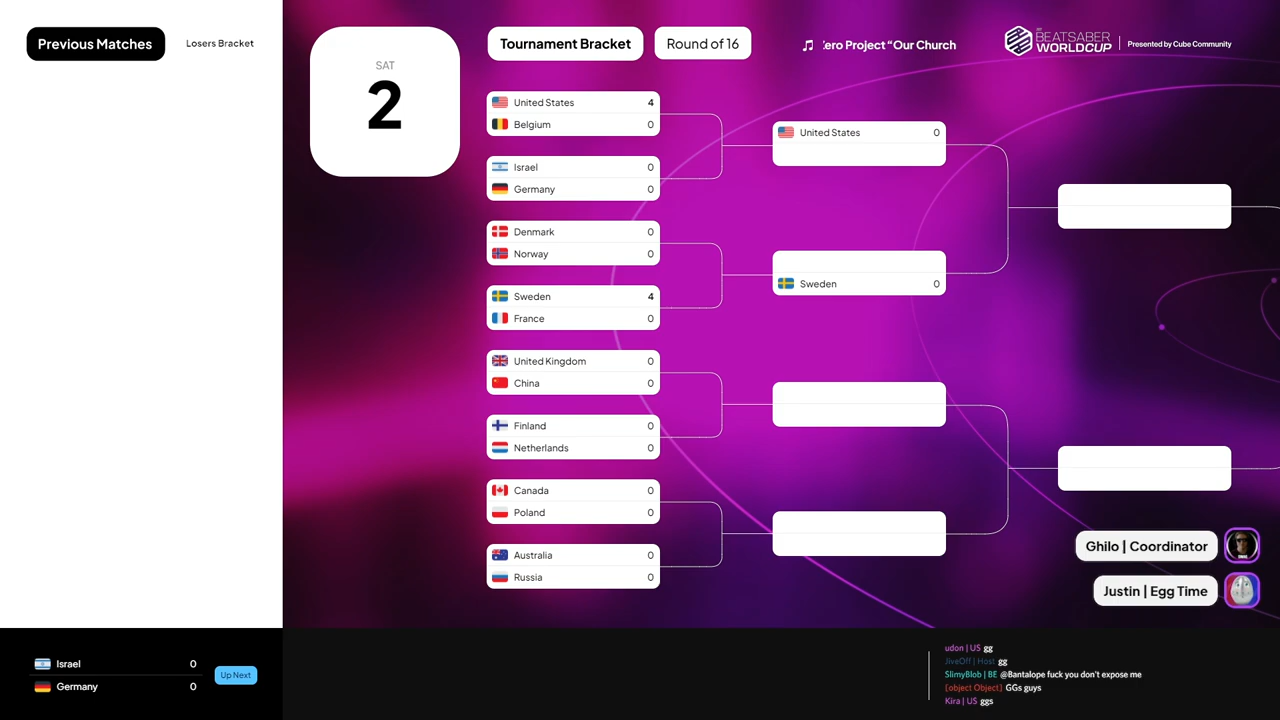 Previous Matches
Losers Bracket
SAT
2
Tournament Bracket
Round of 16
Zero Project “Our Church
BEATSABER
WORLDCUP
Presented by Cube Community
United States 4
Belgium 0
Israel 0
Germany 0
Denmark 0
Norway 0
Sweden 4
France 0
United Kingdom 0
China 0
Finland 0
Netherlands 0
Canada 0
Poland 0
Australia 0
Russia 0
United States 0
Sweden 0
Ghilo | Coordinator
Justin | Egg Time
Israel 0
Germany 0
Up Next
udon | US gg
JiveOff | Host gg
SlimyBlob | BE @Bantalope fuck you don't expose me
[object Object] GGs guys
Kira | US ggs